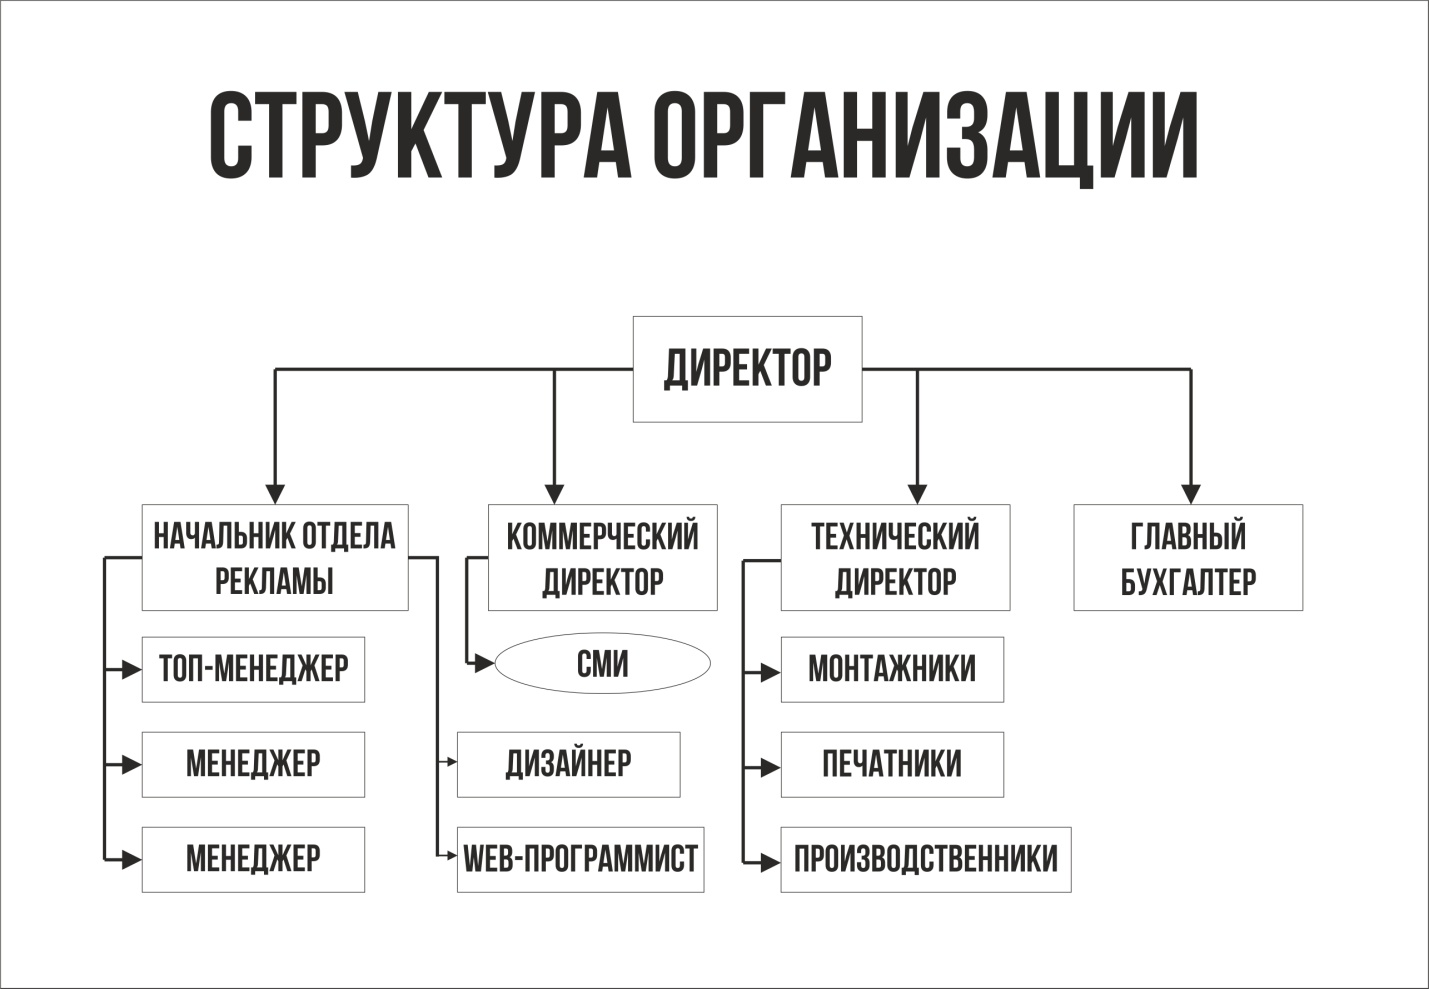 СТРУКТУРА ОРГАНИЗАЦИИ
ДИРЕКТОР
НАЧАЛЬНИК ОТДЕЛА
РЕКЛАМЫ
КОММЕРЧЕСКИЙ
ДИРЕКТОР
ТЕХНИЧЕСКИЙ
ДИРЕКТОР
ГЛАВНЫЙ
БУХГАЛТЕР
ТОП-МЕНЕДЖЕР
СМИ
МОНТАЖНИКИ
МЕНЕДЖЕР
ДИЗАЙНЕР
ПЕЧАТНИКИ
МЕНЕДЖЕР
WEB-ПРОГРАММИСТ
ПРОИЗВОДСТВЕННИКИ